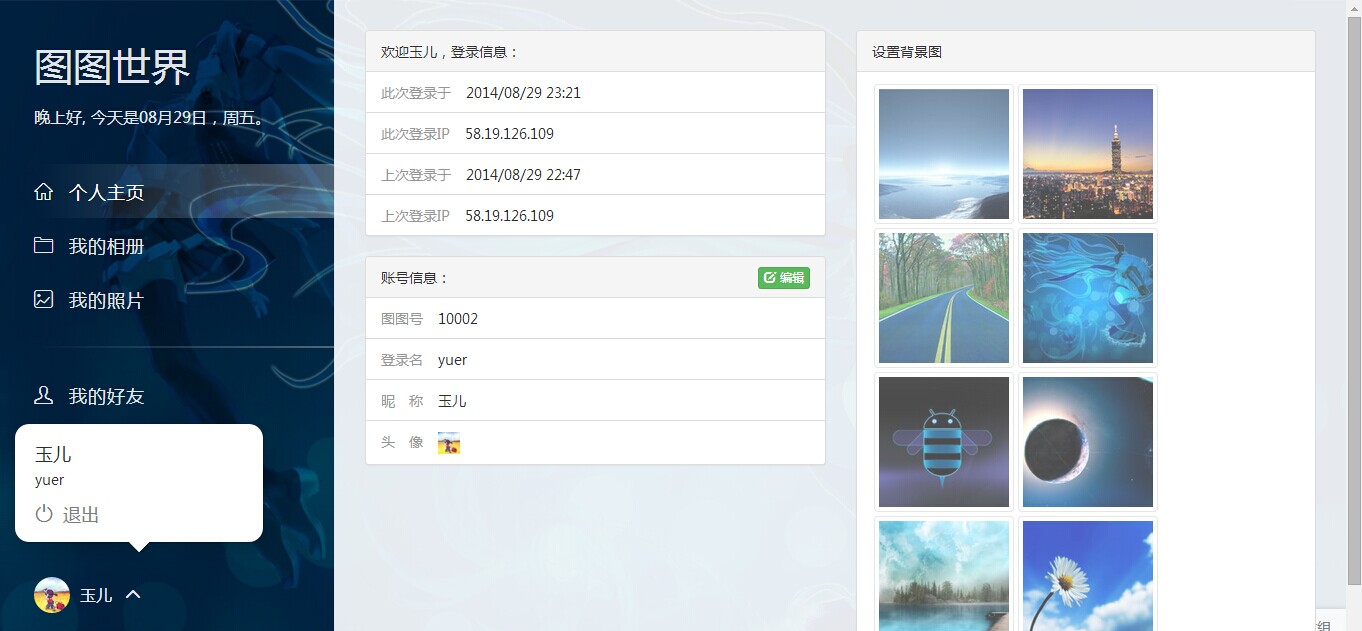 图图世界
晚上好, 今天是08月29日，周五。
个人主页
我的相册
我的照片
我的好友
玉儿
yuer
退出
玉儿
欢迎玉儿，登录信息：
此次登录于 2014/08/29 23:21
此次登录IP 58.19.126.109
上次登录于 2014/08/29 22:47
上次登录IP 58.19.126.109
账号信息：
编辑
图图号 10002
登录名 yuer
昵 称 玉儿
头 像
设置背景图
组